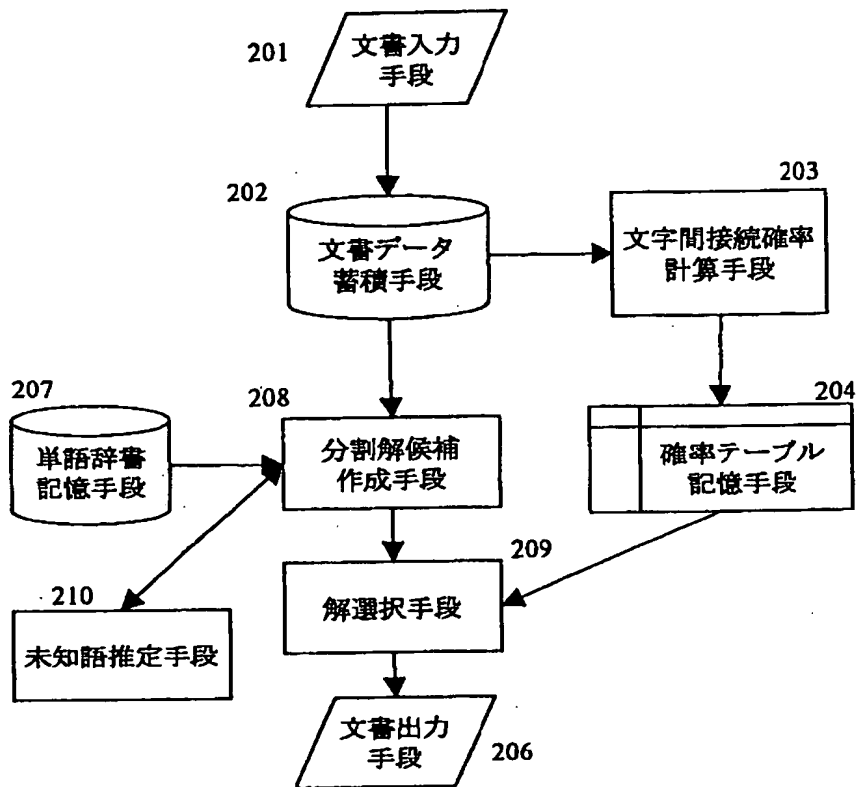 201
文書入力
手段
202
文書データ
蓄積手段
203
文字間接続確率
計算手段
207
単語辞書
記憶手段
208
分割解候補
作成手段
204
確率テーブル
記憶手段
209
210
未知語推定手段
解選択手段
文書出力
手段
206